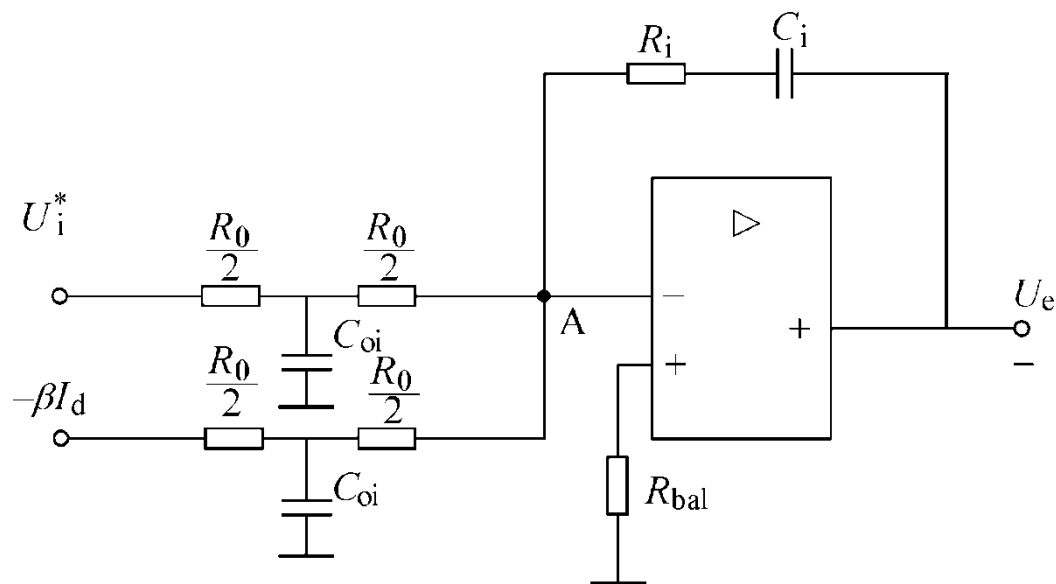 Rᵢ
Cᵢ
Uᵢ*
R₀/2
R₀/2
▷
−
A
Uₑ
+
−
C₀ᵢ
+
R₀/2
R₀/2
−βI_d
C₀ᵢ
R_bal